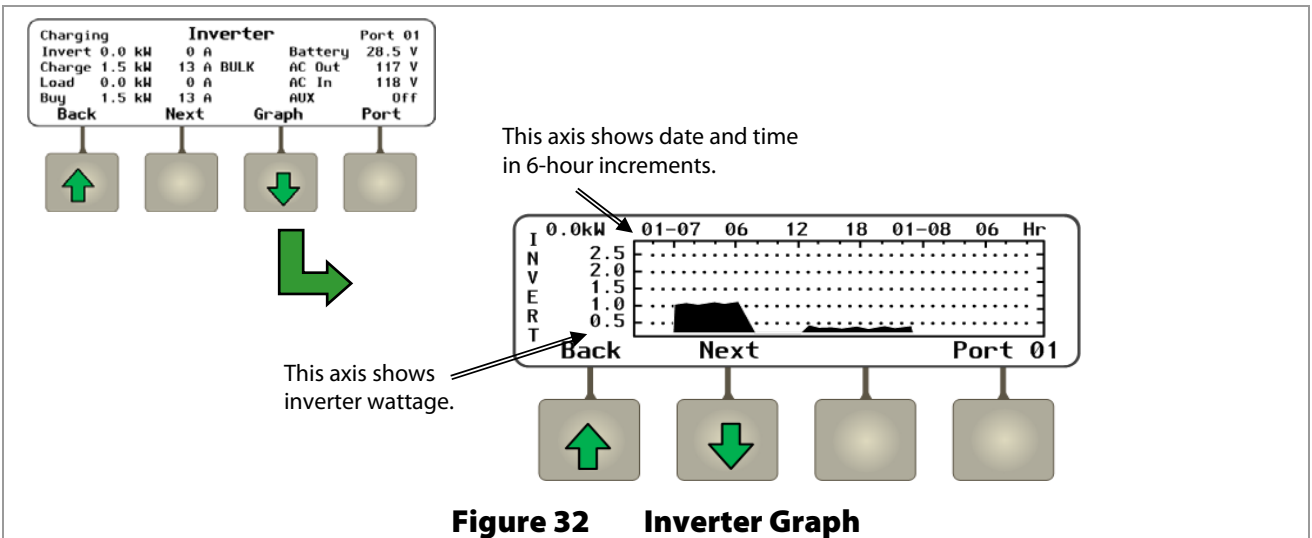 Charging Inverter Port 01
Invert 0.0 kW 0 A Battery 28.5 V
Charge 1.5 kW 13 A BULK AC Out 117 V
Load 0.0 kW 0 A AC In 118 V
Buy 1.5 kW 13 A AUX Off
Back Next Graph Port
This axis shows date and time
in 6-hour increments.
INVERT
0.0kW 01-07 06 12 18 01-08 06 Hr
2.5
2.0
1.5
1.0
0.5
Back Next Port 01
This axis shows
inverter wattage.
Figure 32 Inverter Graph